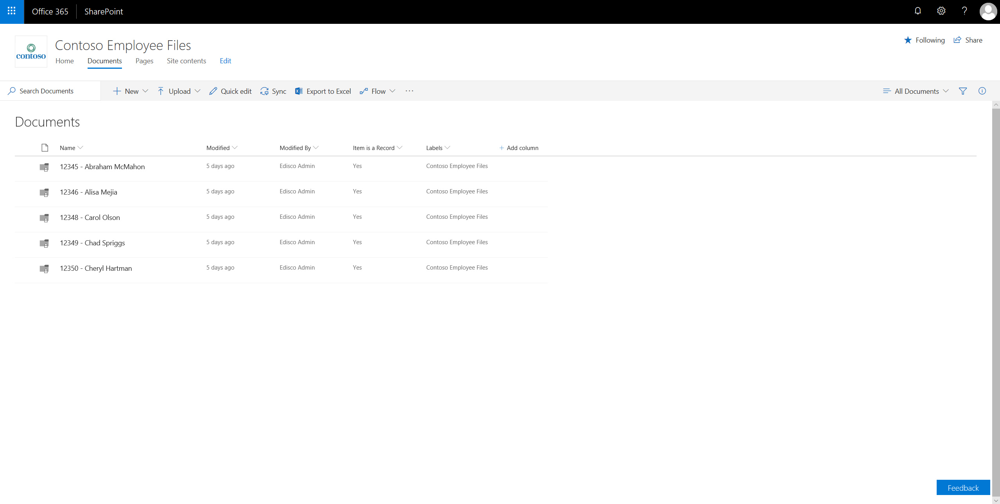 Office 365 SharePoint
Contoso Employee Files
Following Share
contoso
Home Documents Pages Site contents Edit
Search Documents New Upload Quick edit Sync Export to Excel Flow ··· All Documents
Documents
Name Modified Modified By Item is a Record Labels + Add column
12345 - Abraham McMahon 5 days ago Edisco Admin Yes Contoso Employee Files
12346 - Alisa Mejia 5 days ago Edisco Admin Yes Contoso Employee Files
12348 - Carol Olson 5 days ago Edisco Admin Yes Contoso Employee Files
12349 - Chad Spriggs 5 days ago Edisco Admin Yes Contoso Employee Files
12350 - Cheryl Hartman 5 days ago Edisco Admin Yes Contoso Employee Files
Feedback